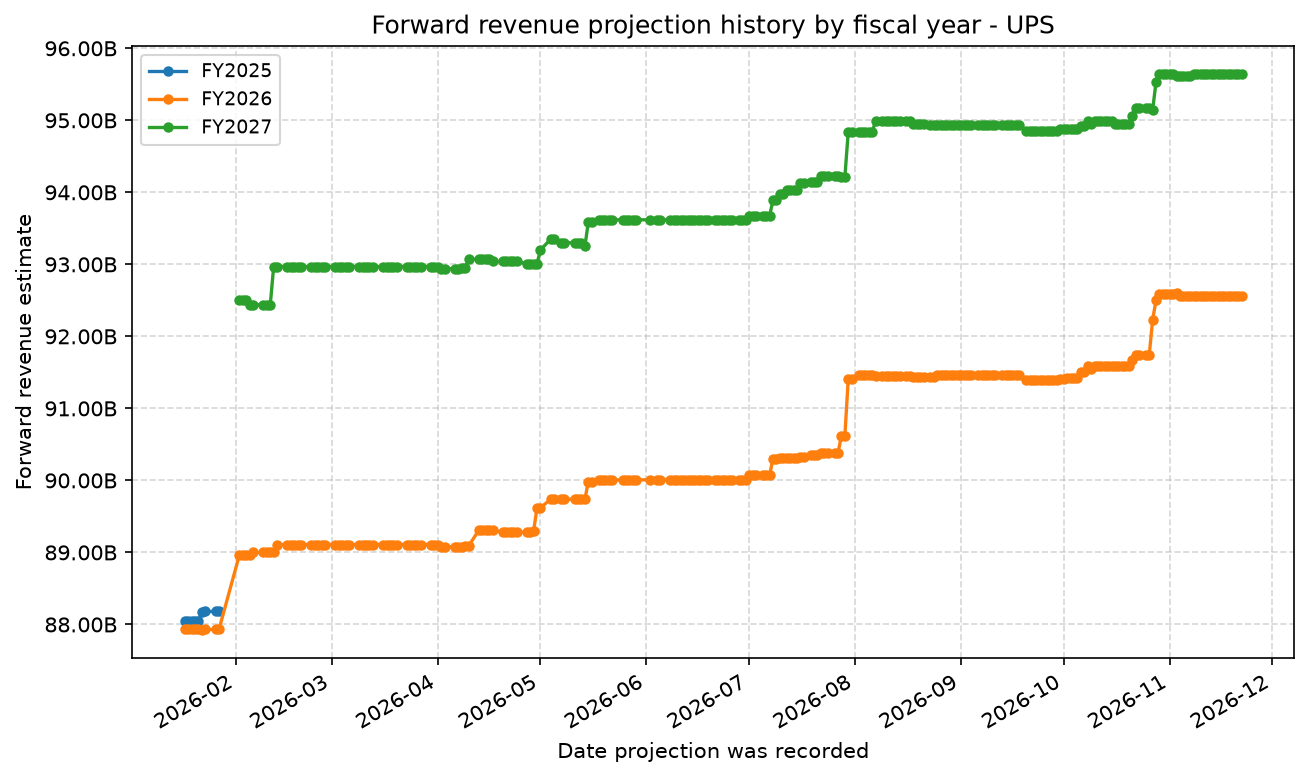 Forward revenue projection history by fiscal year - UPS
96.00B
95.00B
94.00B
93.00B
92.00B
91.00B
90.00B
89.00B
88.00B
Forward revenue estimate
FY2025
FY2026
FY2027
2026-02
2026-03
2026-04
2026-05
2026-06
2026-07
2026-08
2026-09
2026-10
2026-11
2026-12
Date projection was recorded